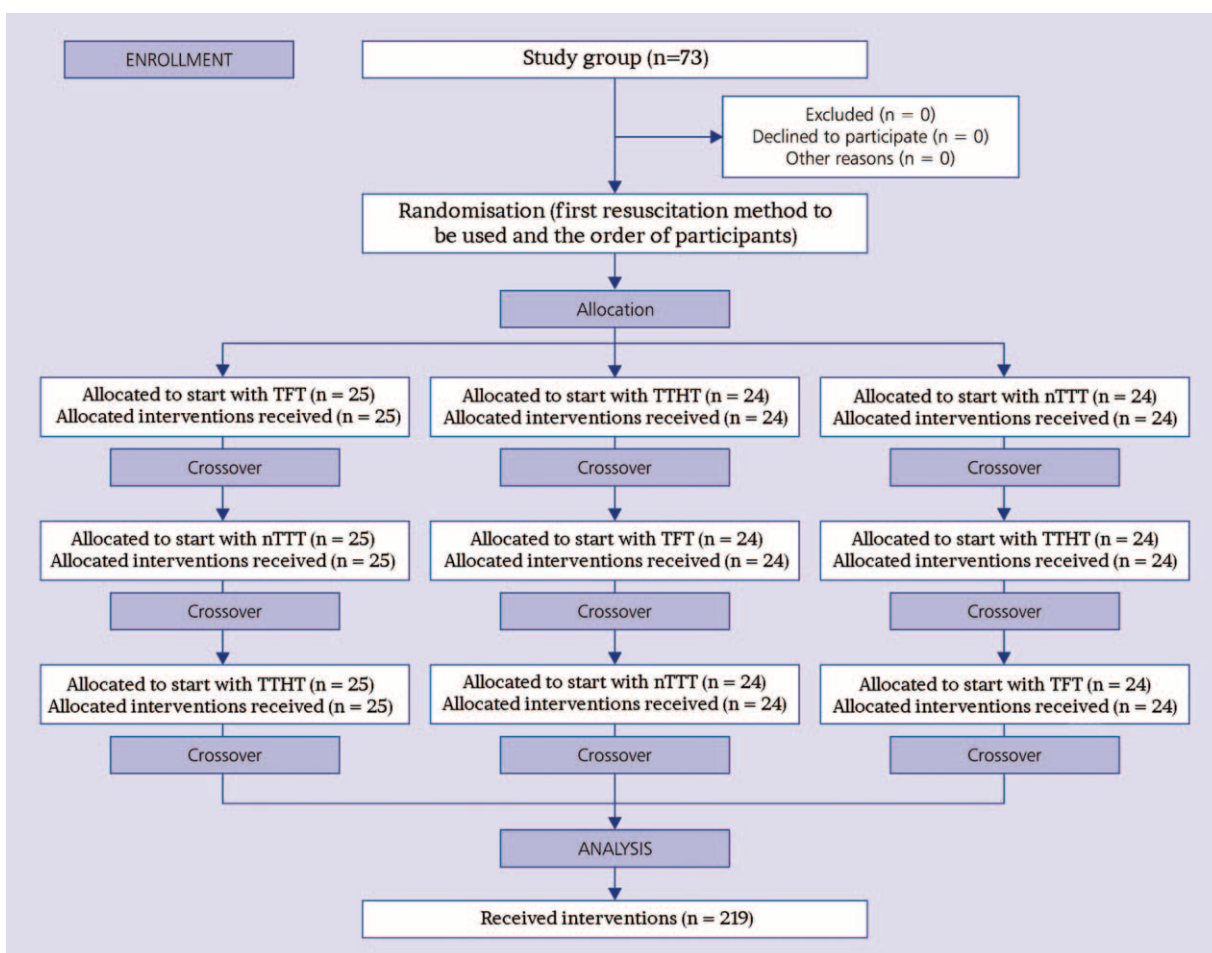 ENROLLMENT
Study group (n=73)
Excluded (n = 0)
Declined to participate (n = 0)
Other reasons (n = 0)
Randomisation (first resuscitation method to
be used and the order of participants)
Allocation
Allocated to start with TFT (n = 25)
Allocated interventions received (n = 25)
Allocated to start with TTHT (n = 24)
Allocated interventions received (n = 24)
Allocated to start with nTTT (n = 24)
Allocated interventions received (n = 24)
Crossover
Crossover
Crossover
Allocated to start with nTTT (n = 25)
Allocated interventions received (n = 25)
Allocated to start with TFT (n = 24)
Allocated interventions received (n = 24)
Allocated to start with TTHT (n = 24)
Allocated interventions received (n = 24)
Crossover
Crossover
Crossover
Allocated to start with TTHT (n = 25)
Allocated interventions received (n = 25)
Allocated to start with nTTT (n = 24)
Allocated interventions received (n = 24)
Allocated to start with TFT (n = 24)
Allocated interventions received (n = 24)
Crossover
Crossover
Crossover
ANALYSIS
Received interventions (n = 219)